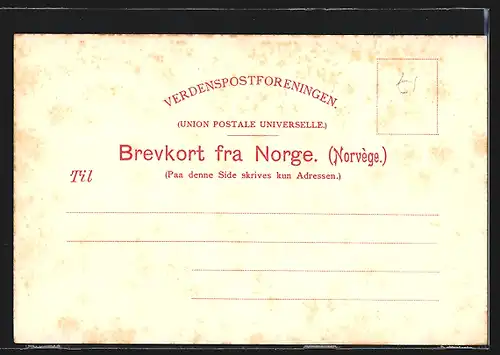 VERDENSPOSTFORENINGEN.
(UNION POSTALE UNIVERSELLE.)
Brevkort fra Norge. (Norvège.)
(Paa denne Side skrives kun Adressen.)
Til